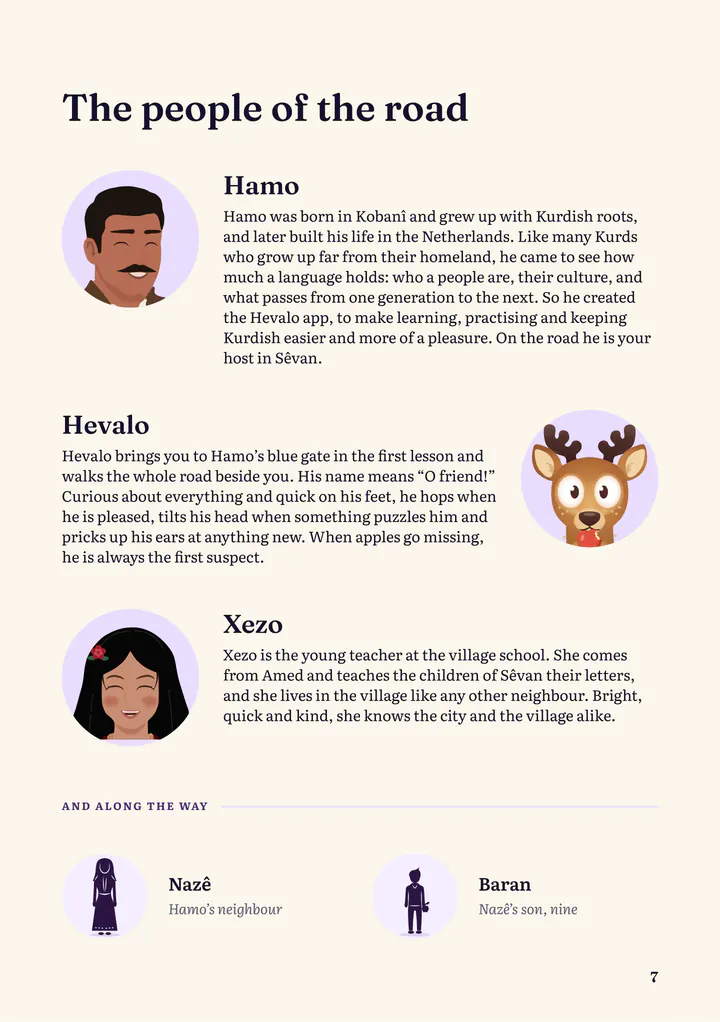 The people of the road
Hamo
Hamo was born in Kobanî and grew up with Kurdish roots,
and later built his life in the Netherlands. Like many Kurds
who grow up far from their homeland, he came to see how
much a language holds: who a people are, their culture, and
what passes from one generation to the next. So he created
the Hevalo app, to make learning, practising and keeping
Kurdish easier and more of a pleasure. On the road he is your
host in Sêvan.
Hevalo
Hevalo brings you to Hamo’s blue gate in the first lesson and
walks the whole road beside you. His name means “O friend!”
Curious about everything and quick on his feet, he hops when
he is pleased, tilts his head when something puzzles him and
pricks up his ears at anything new. When apples go missing,
he is always the first suspect.
Xezo
Xezo is the young teacher at the village school. She comes
from Amed and teaches the children of Sêvan their letters,
and she lives in the village like any other neighbour. Bright,
quick and kind, she knows the city and the village alike.
AND ALONG THE WAY
Nazê
Hamo’s neighbour
Baran
Nazê’s son, nine
7